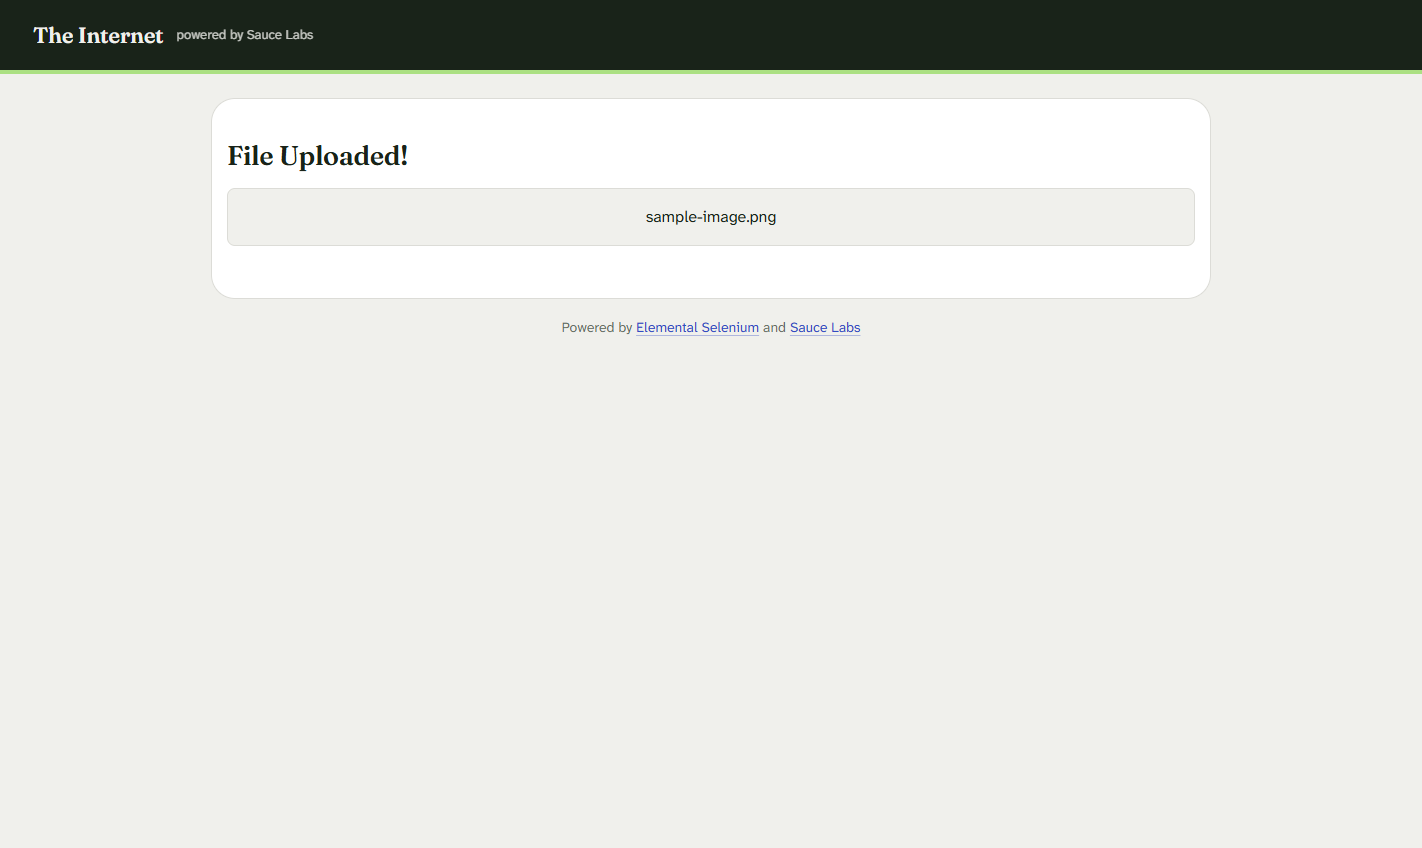 The Internet powered by Sauce Labs
File Uploaded!
sample-image.png
Powered by Elemental Selenium and Sauce Labs